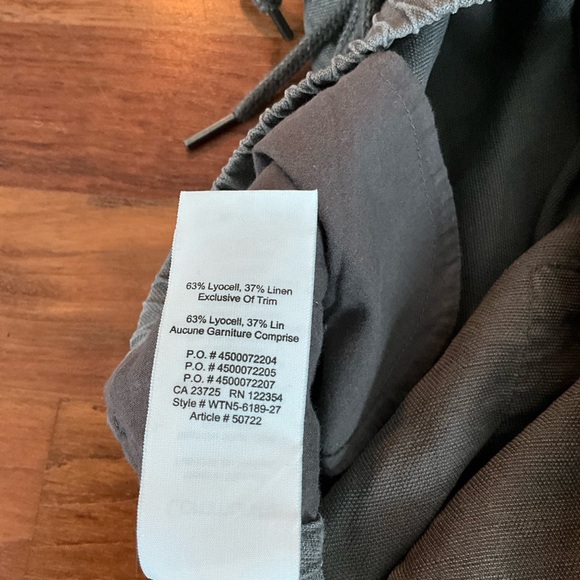 63% Lyocell, 37% Linen
Exclusive Of Trim
63% Lyocell, 37% Lin
Aucune Garniture Comprise
P.O. # 4500072204
P.O. # 4500072205
P.O. # 4500072207
CA 23725 RN 122354
Style # WTN5-6189-27
Article # 50722